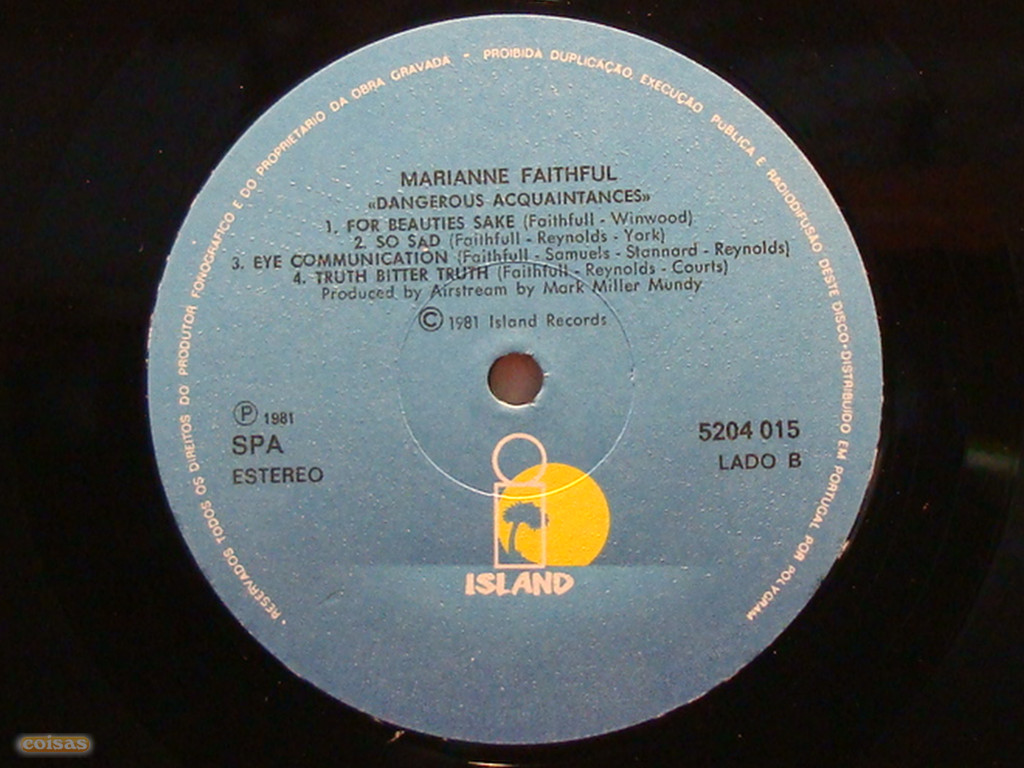 • RESERVADOS TODOS OS DIREITOS DO PRODUTOR FONOGRAFICO E DO PROPRIETARIO DA OBRA GRAVADA - PROIBIDA DUPLICAÇÃO, EXECUÇÃO PUBLICA E RADIODIFUSÃO DESTE DISCO • DISTRIBUIDO EM PORTUGAL POR POLYGRAM
MARIANNE FAITHFUL
«DANGEROUS ACQUAINTANCES»
1. FOR BEAUTIES SAKE (Faithfull - Winwood)
2. SO SAD (Faithfull - Reynolds - York)
3. EYE COMMUNICATION (Faithfull - Samuels - Stannard - Reynolds)
4. TRUTH BITTER TRUTH (Faithfull - Reynolds - Courts)
Produced by Airstream by Mark Miller Mundy
© 1981 Island Records
℗ 1981
SPA
ESTEREO
5204 015
LADO B
ISLAND
coisas